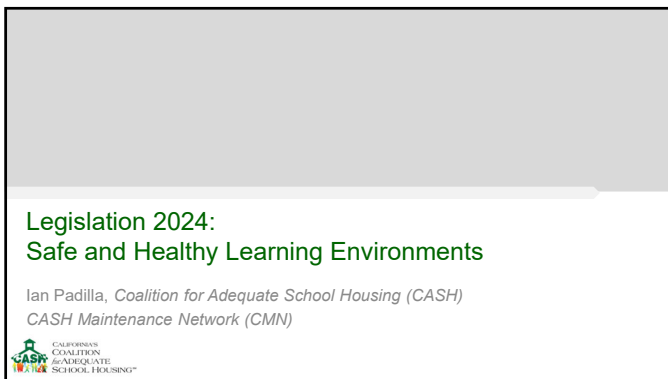 Legislation 2024:
Safe and Healthy Learning Environments
Ian Padilla, Coalition for Adequate School Housing (CASH)
CASH Maintenance Network (CMN)
CASH
CALIFORNIA'S
COALITION
for ADEQUATE
SCHOOL HOUSING℠